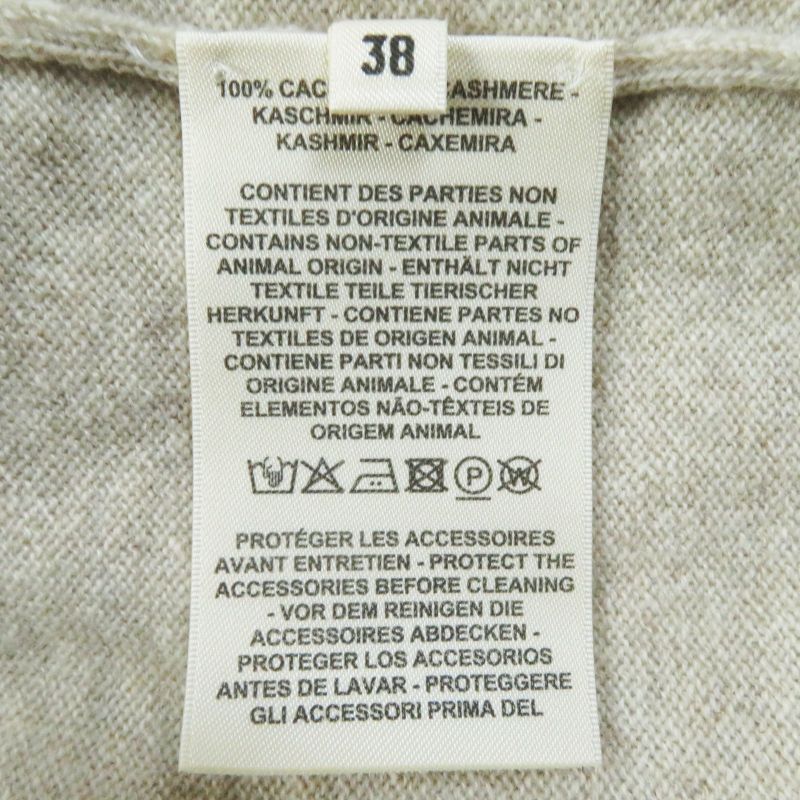 38
100% CAC CASHMERE -
KASCHMIR - CACHEMIRA -
KASHMIR - CAXEMIRA
CONTIENT DES PARTIES NON
TEXTILES D'ORIGINE ANIMALE -
CONTAINS NON-TEXTILE PARTS OF
ANIMAL ORIGIN - ENTHÄLT NICHT
TEXTILE TEILE TIERISCHER
HERKUNFT - CONTIENE PARTES NO
TEXTILES DE ORIGEN ANIMAL -
CONTIENE PARTI NON TESSILI DI
ORIGINE ANIMALE - CONTÉM
ELEMENTOS NÃO-TÊXTEIS DE
ORIGEM ANIMAL
P W
PROTÉGER LES ACCESSOIRES
AVANT ENTRETIEN - PROTECT THE
ACCESSORIES BEFORE CLEANING
- VOR DEM REINIGEN DIE
ACCESSOIRES ABDECKEN -
PROTEGER LOS ACCESORIOS
ANTES DE LAVAR - PROTEGGERE
GLI ACCESSORI PRIMA DEL